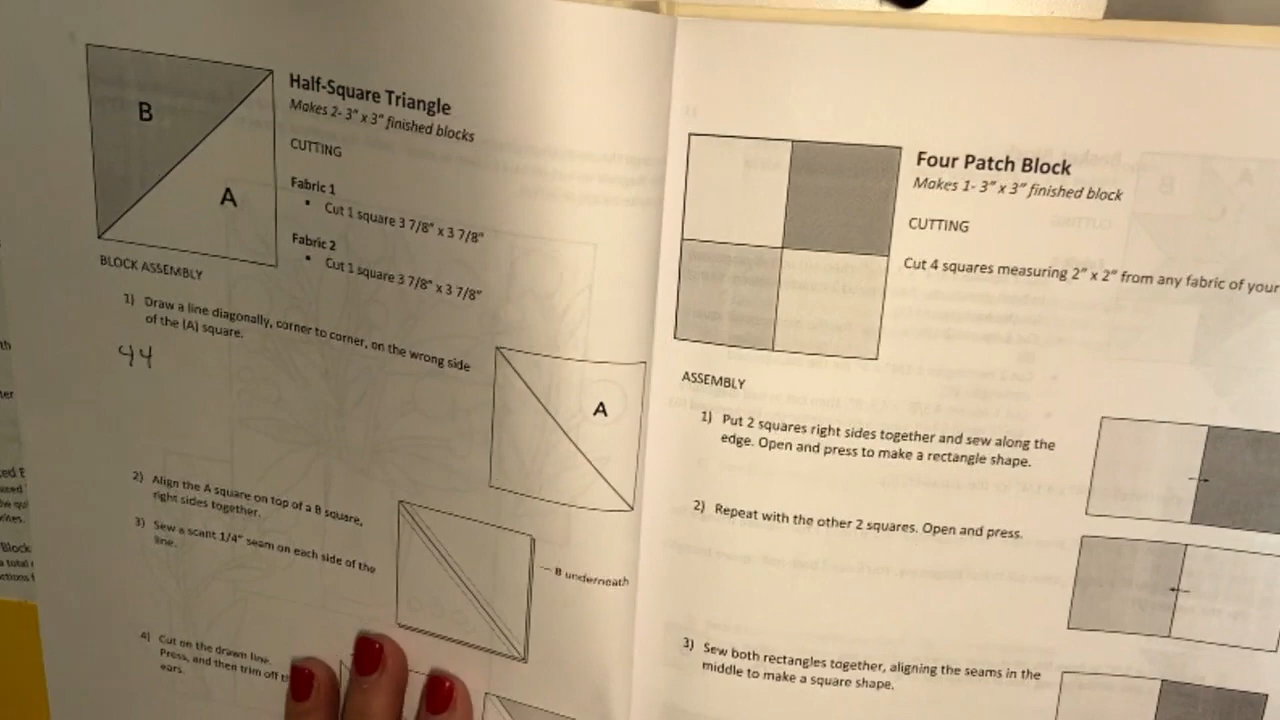 B
A
Half-Square Triangle
Makes 2- 3" x 3" finished blocks
CUTTING
Fabric 1
• Cut 1 square 3 7/8" x 3 7/8"
Fabric 2
• Cut 1 square 3 7/8" x 3 7/8"
BLOCK ASSEMBLY
1) Draw a line diagonally, corner to corner, on the wrong side
of the (A) square.
44
A
2) Align the A square on top of a B square,
right sides together.
3) Sew a scant 1/4" seam on each side of the
line.
B underneath
4) Cut on the drawn line.
Press, and then trim off
ears.
Four Patch Block
Makes 1- 3" x 3" finished block
CUTTING
Cut 4 squares measuring 2" x 2" from any fabric of your
ASSEMBLY
1) Put 2 squares right sides together and sew along the
edge. Open and press to make a rectangle shape.
2) Repeat with the other 2 squares. Open and press.
3) Sew both rectangles together, aligning the seams in the
middle to make a square shape.